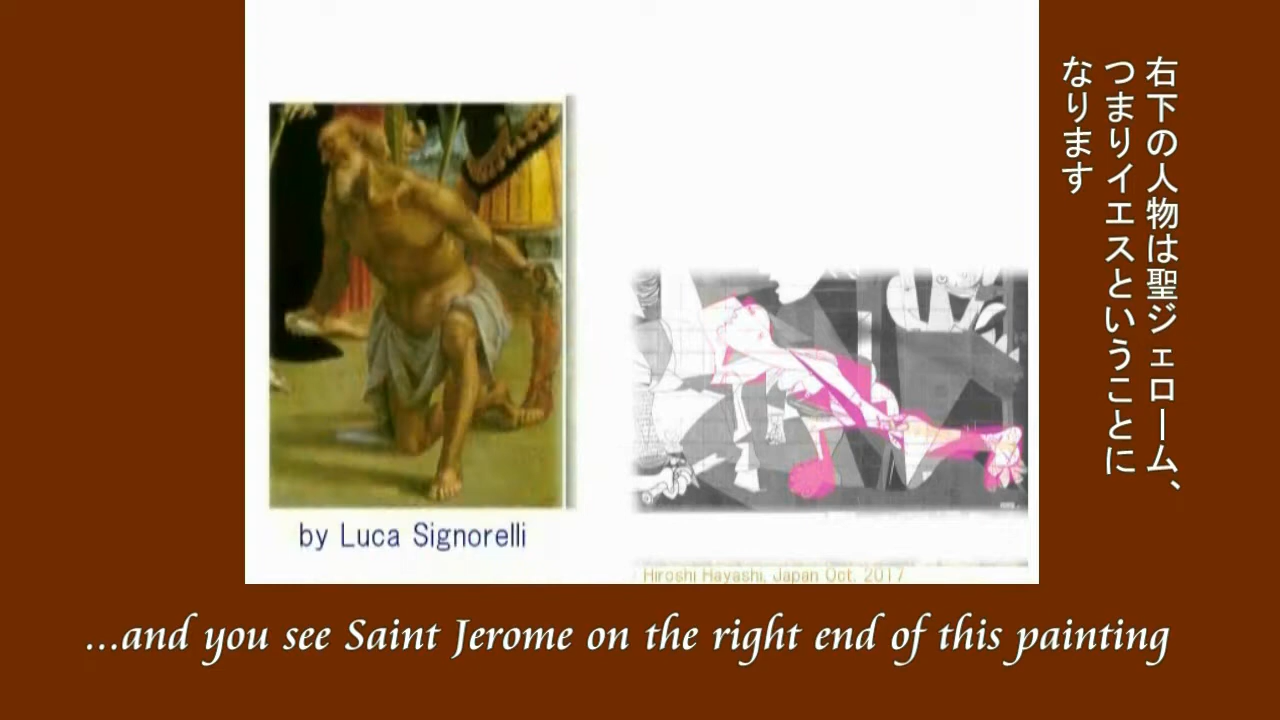 右下の人物は聖ジェローム、
つまりイエスということに
なります
by Luca Signorelli
Hiroshi Hayashi, Japan Oct. 2017
...and you see Saint Jerome on the right end of this painting